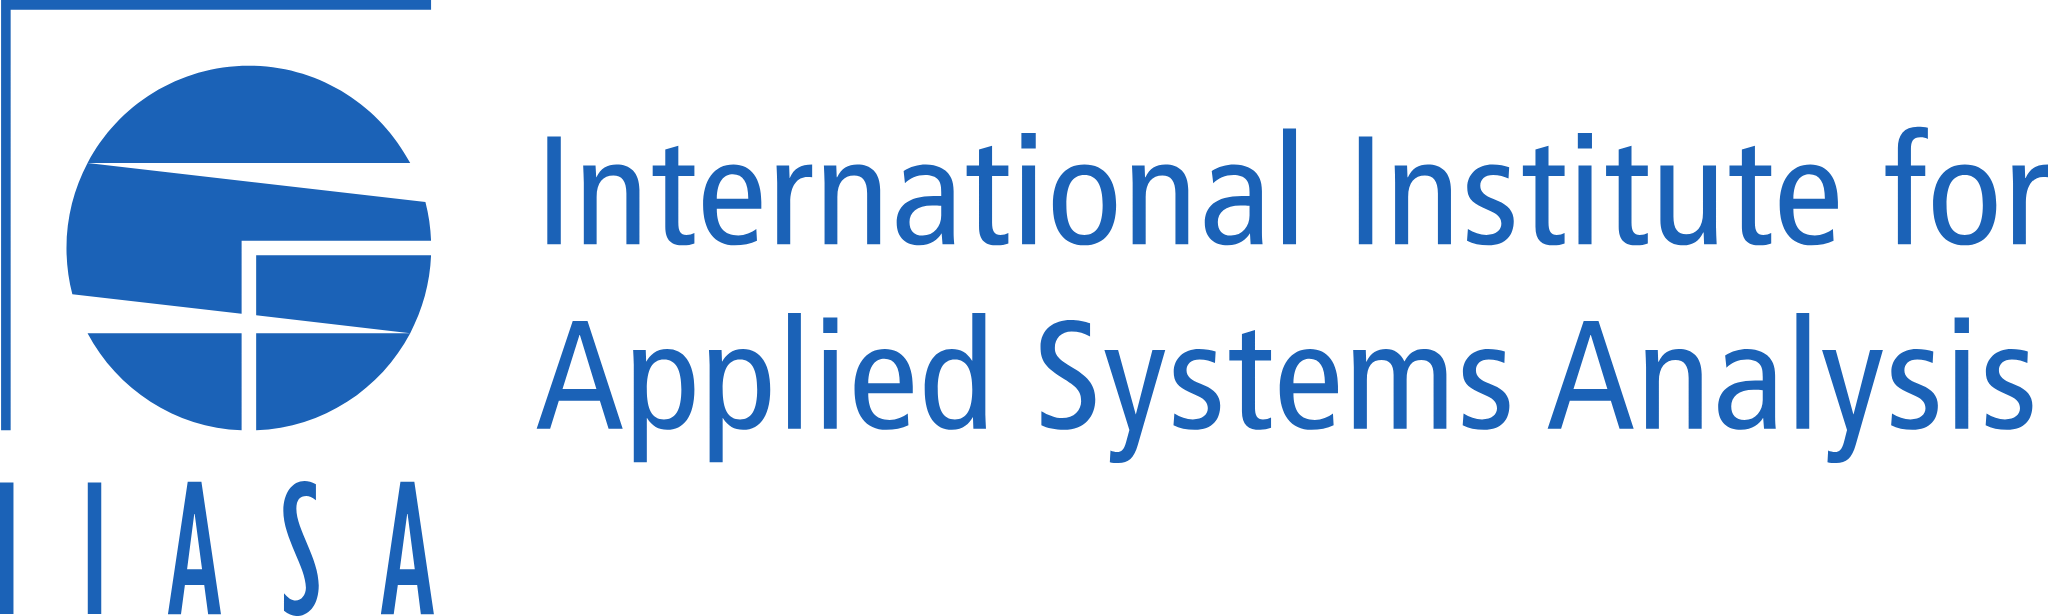 International Institute for
Applied Systems Analysis
IIASA